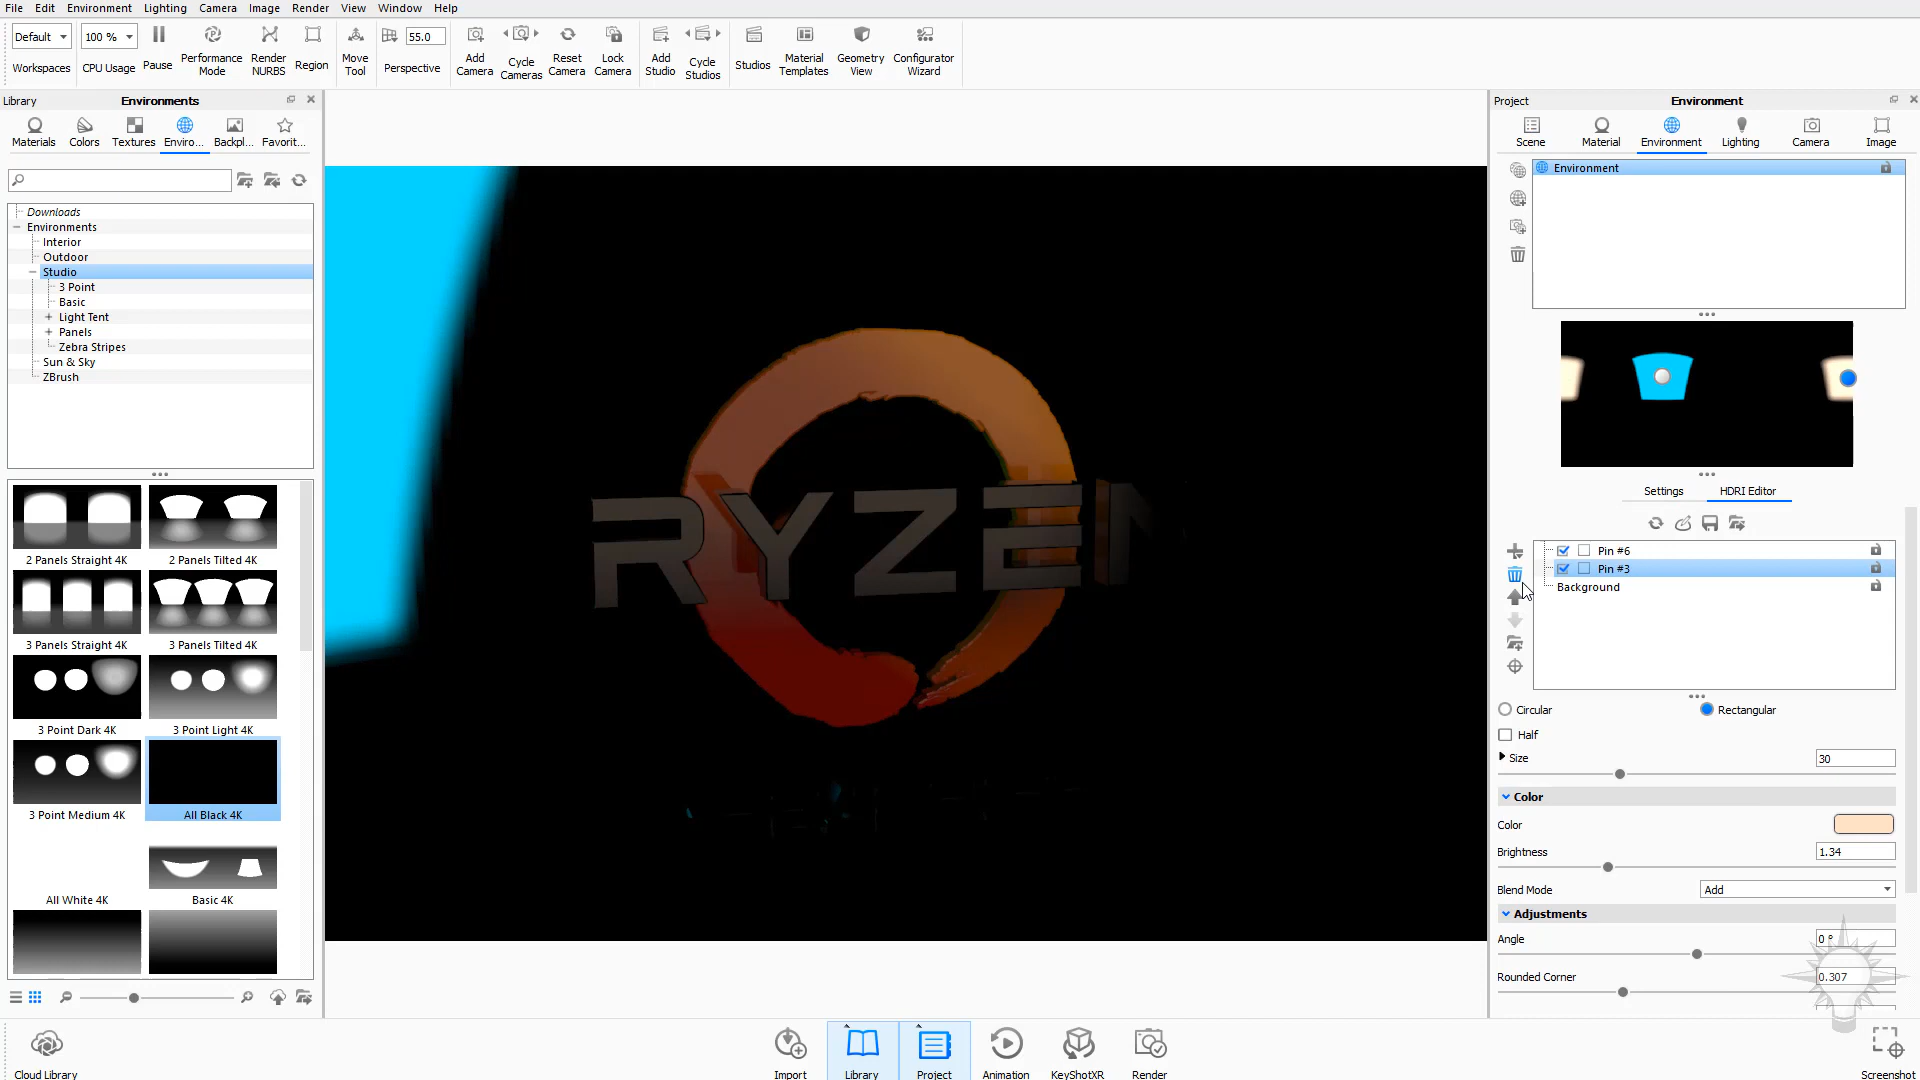 File Edit Environment Lighting Camera Image Render View Window Help
Default 100 % 55.0
Workspaces CPU Usage Pause Performance Mode Render NURBS Region Move Tool Perspective Add Camera Cycle Cameras Reset Camera Lock Camera Add Studio Cycle Studios Studios Material Templates Geometry View Configurator Wizard
Library Environments
Materials Colors Textures Enviro... Backpl... Favorit...
Downloads
Environments
Interior
Outdoor
Studio
3 Point
Basic
Light Tent
Panels
Zebra Stripes
Sun & Sky
ZBrush
2 Panels Straight 4K 2 Panels Tilted 4K
3 Panels Straight 4K 3 Panels Tilted 4K
3 Point Dark 4K 3 Point Light 4K
3 Point Medium 4K All Black 4K
All White 4K Basic 4K
RYZEN
Project Environment
Scene Material Environment Lighting Camera Image
Environment
Settings HDRI Editor
Pin #6
Pin #3
Background
Circular Rectangular
Half
Size 30
Color
Color
Brightness 1.34
Blend Mode Add
Adjustments
Angle 0 °
Rounded Corner 0.307
Cloud Library Import Library Project Animation KeyShotXR Render Screenshot